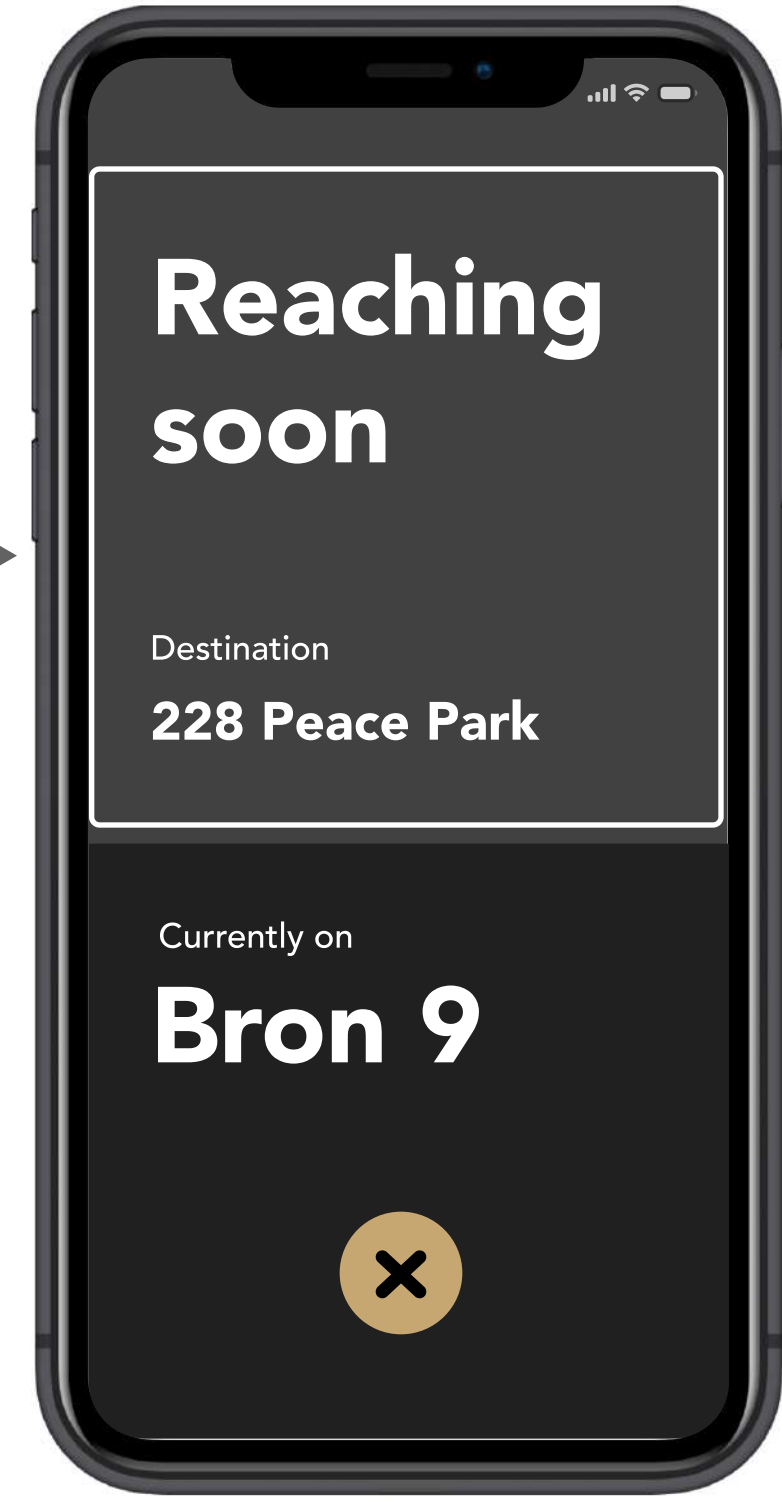 Reaching
soon
Destination
228 Peace Park
Currently on
Bron 9